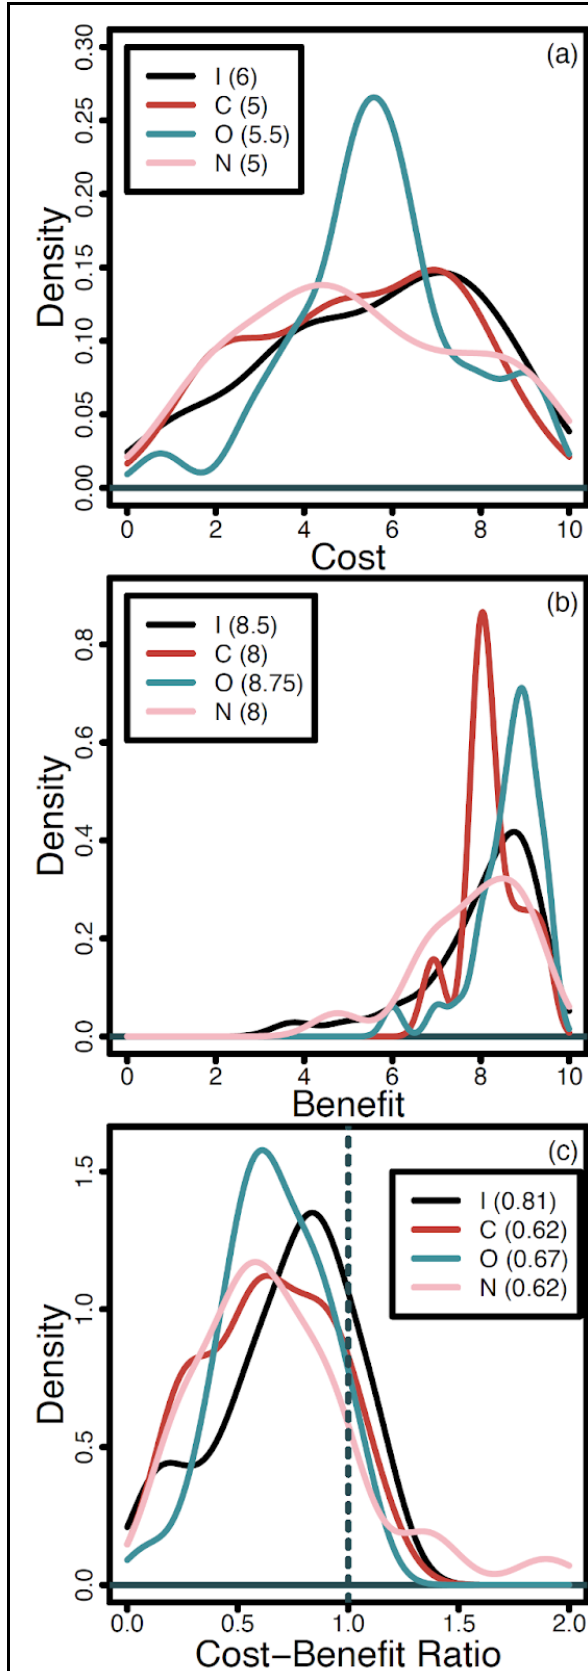 (a)
I (6)
C (5)
O (5.5)
N (5)
Density
0.30
0.25
0.20
0.15
0.10
0.05
0.00
0 2 4 6 8 10
Cost
(b)
I (8.5)
C (8)
O (8.75)
N (8)
Density
0.8
0.6
0.4
0.2
0.0
0 2 4 6 8 10
Benefit
(c)
I (0.81)
C (0.62)
O (0.67)
N (0.62)
Density
1.5
1.0
0.5
0.0
0.0 0.5 1.0 1.5 2.0
Cost−Benefit Ratio